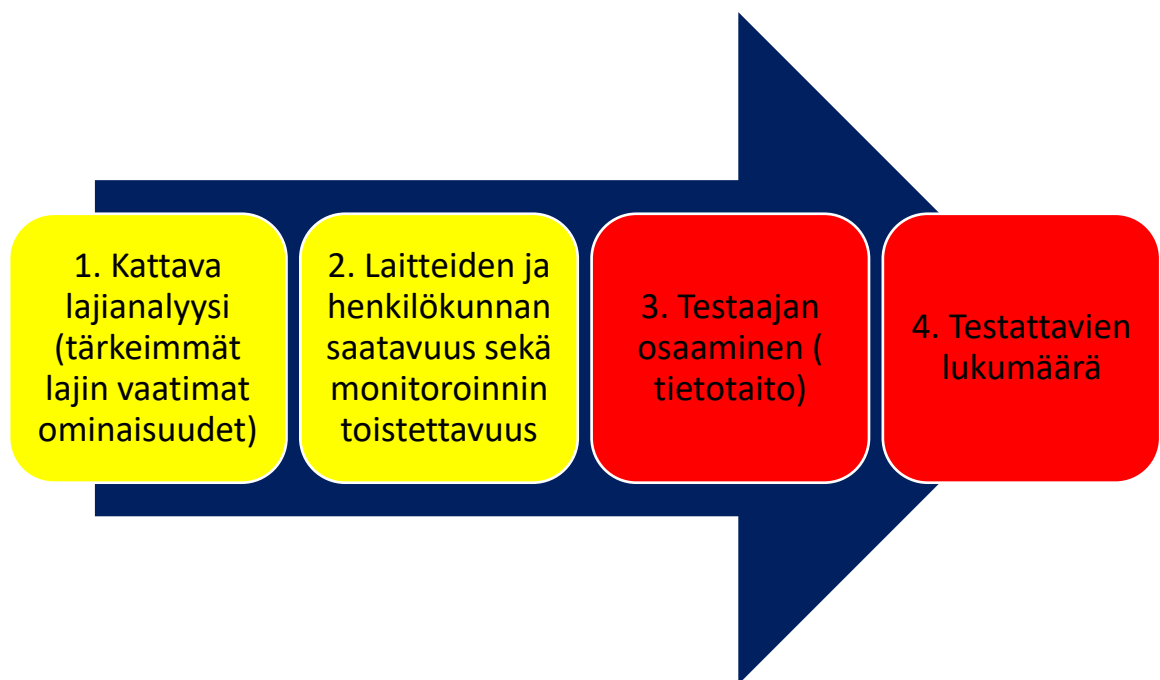 1. Kattava
lajianalyysi
(tärkeimmät
lajin vaatimat
ominaisuudet)
2. Laitteiden ja
henkilökunnan
saatavuus sekä
monitoroinnin
toistettavuus
3. Testaajan
osaaminen (
tietotaito)
4. Testattavien
lukumäärä